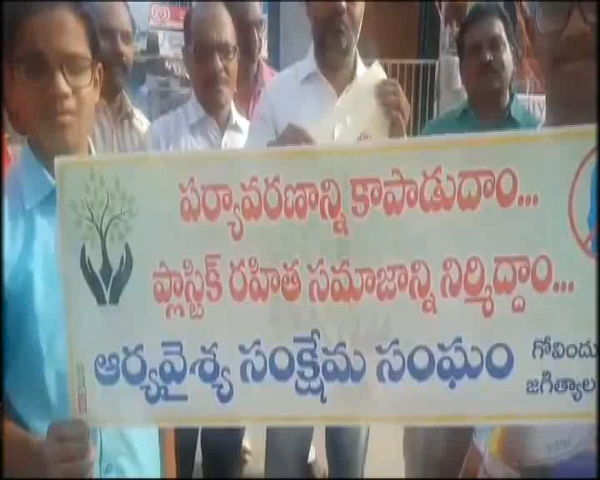 పర్యావరణాన్ని కాపాడుదాం...
ప్లాస్టిక్ రహిత సమాజాన్ని నిర్మిద్దాం...
ఆర్యవైశ్య సంక్షేమ సంఘం
గోవిందు
జగిత్యాల